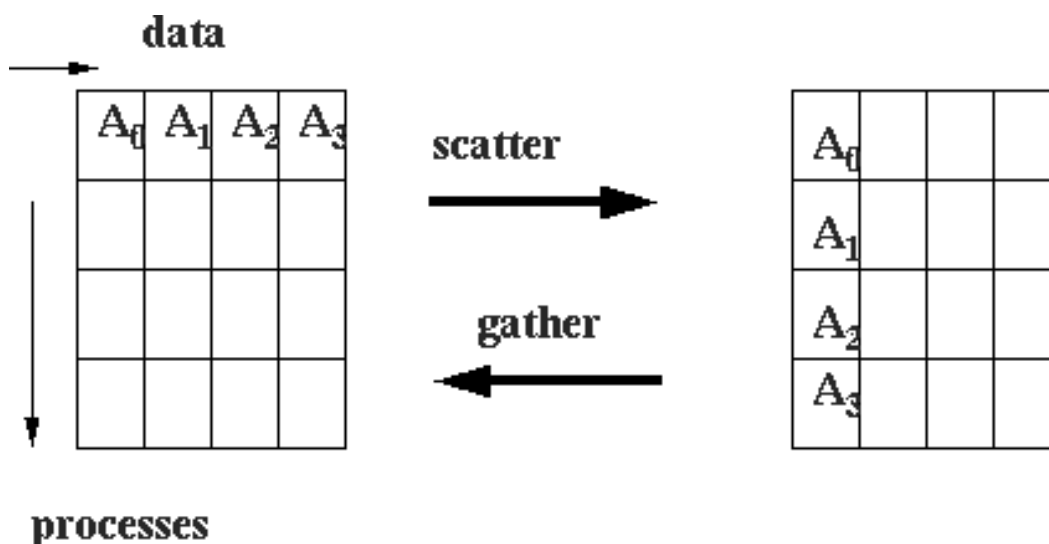 data
A₀ A₁ A₂ A₃
scatter
A₀
A₁
gather
A₂
A₃
processes